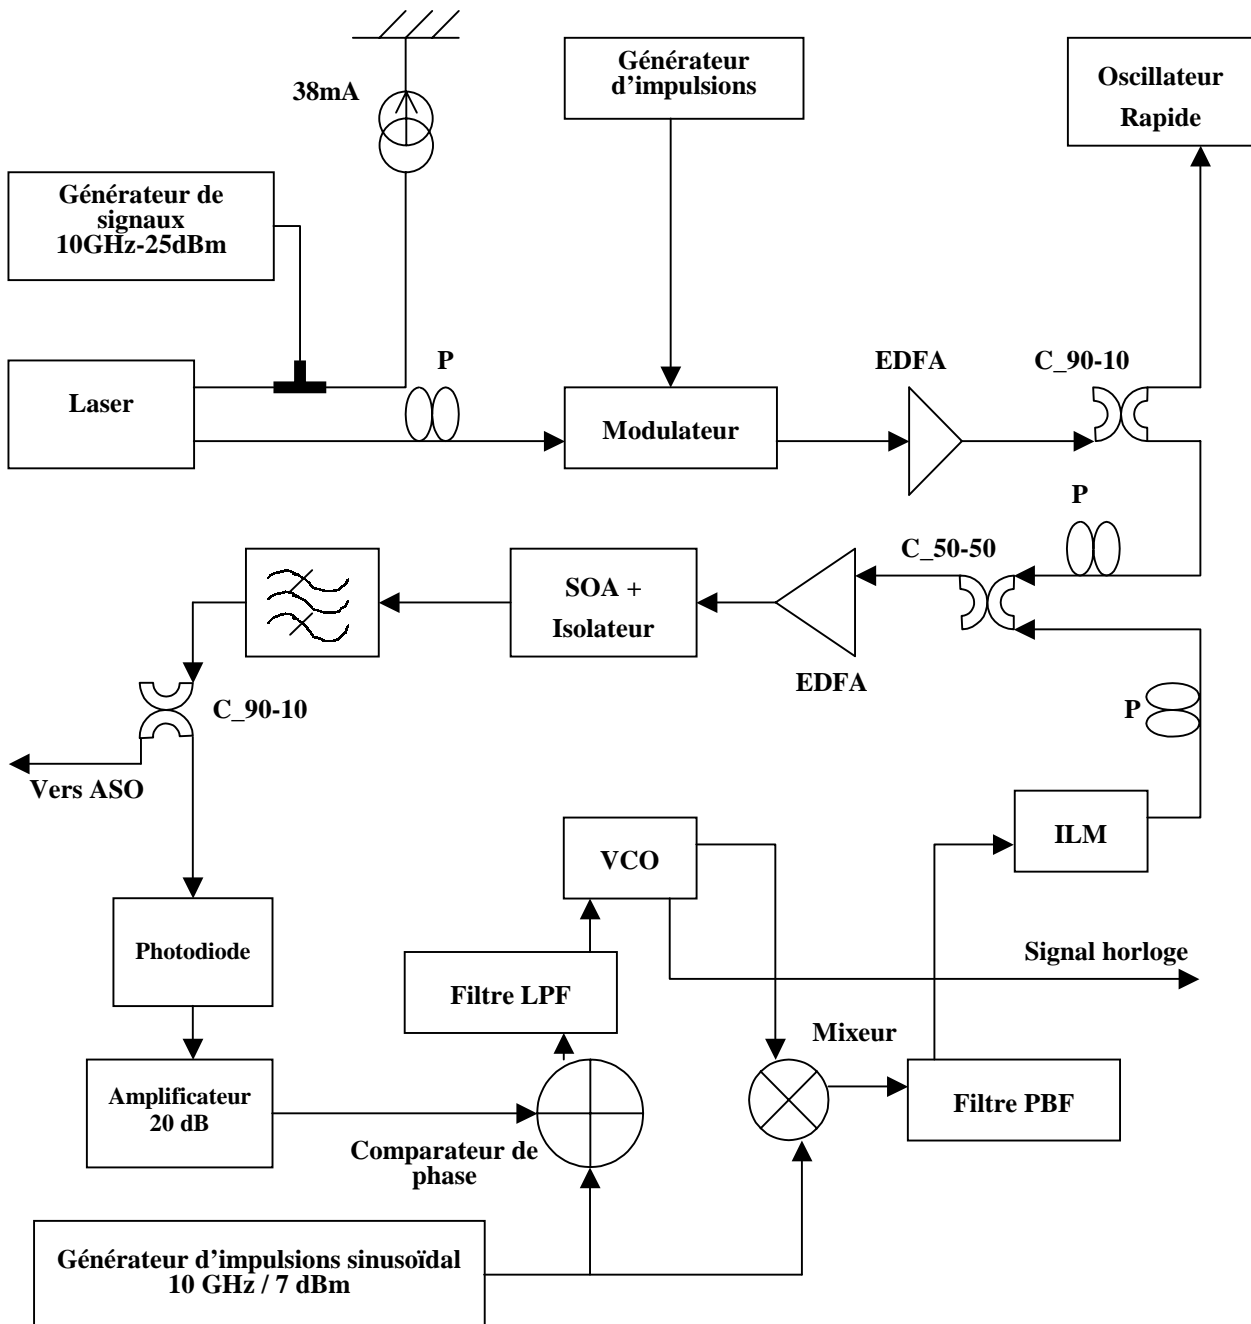 38mA
Générateur
d'impulsions
Oscillateur
Rapide
Générateur de
signaux
10GHz-25dBm
Laser
P
Modulateur
EDFA
C_90-10
P
C_50-50
SOA +
Isolateur
EDFA
C_90-10
P
Vers ASO
VCO
ILM
Photodiode
Filtre LPF
Signal horloge
Mixeur
Amplificateur
20 dB
Comparateur de
phase
Filtre PBF
Générateur d'impulsions sinusoïdal
10 GHz / 7 dBm